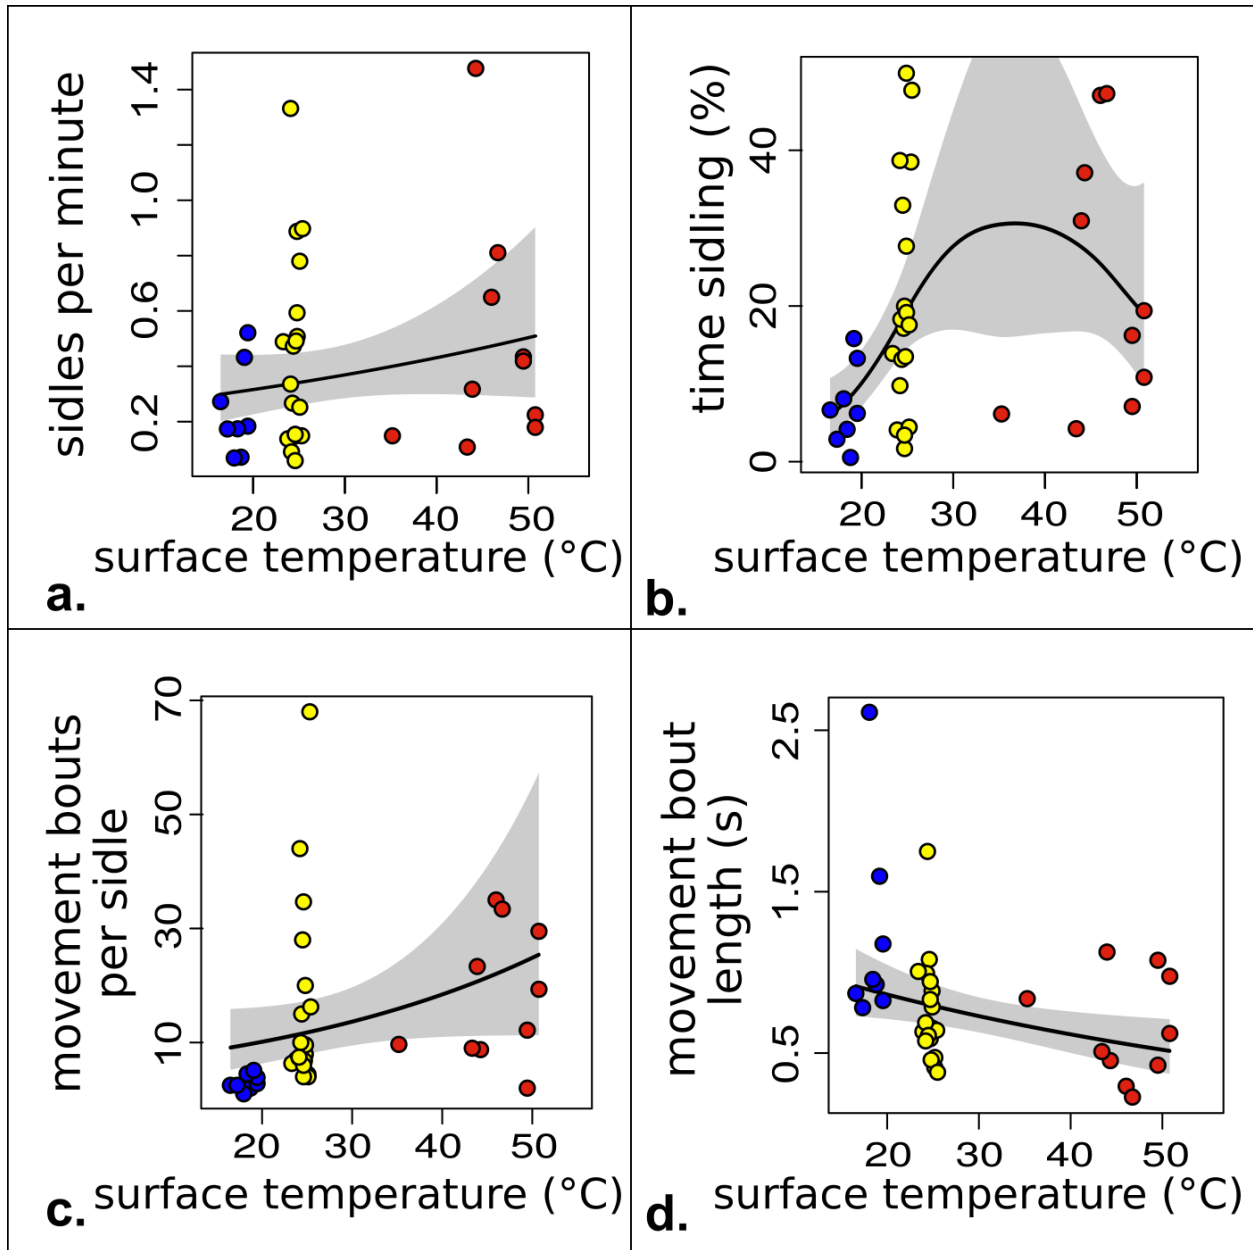 sidles per minute
1.4
1.0
0.6
0.2
20 30 40 50
surface temperature (°C)
a.
time sidling (%)
40
20
0
20 30 40 50
surface temperature (°C)
b.
movement bouts
per sidle
70
50
30
10
20 30 40 50
surface temperature (°C)
c.
movement bout
length (s)
2.5
1.5
0.5
20 30 40 50
surface temperature (°C)
d.